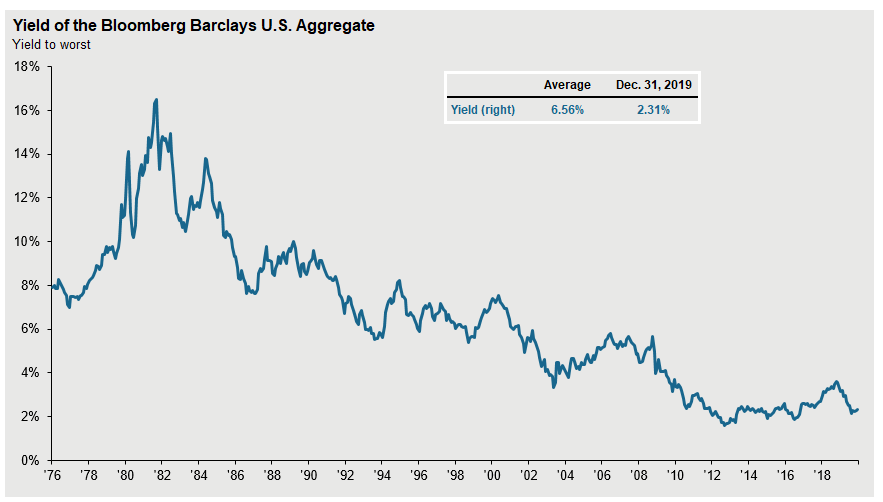 Yield of the Bloomberg Barclays U.S. Aggregate
Yield to worst
18%
16%
14%
12%
10%
8%
6%
4%
2%
0%
Average Dec. 31, 2019
Yield (right) 6.56% 2.31%
'76 '78 '80 '82 '84 '86 '88 '90 '92 '94 '96 '98 '00 '02 '04 '06 '08 '10 '12 '14 '16 '18